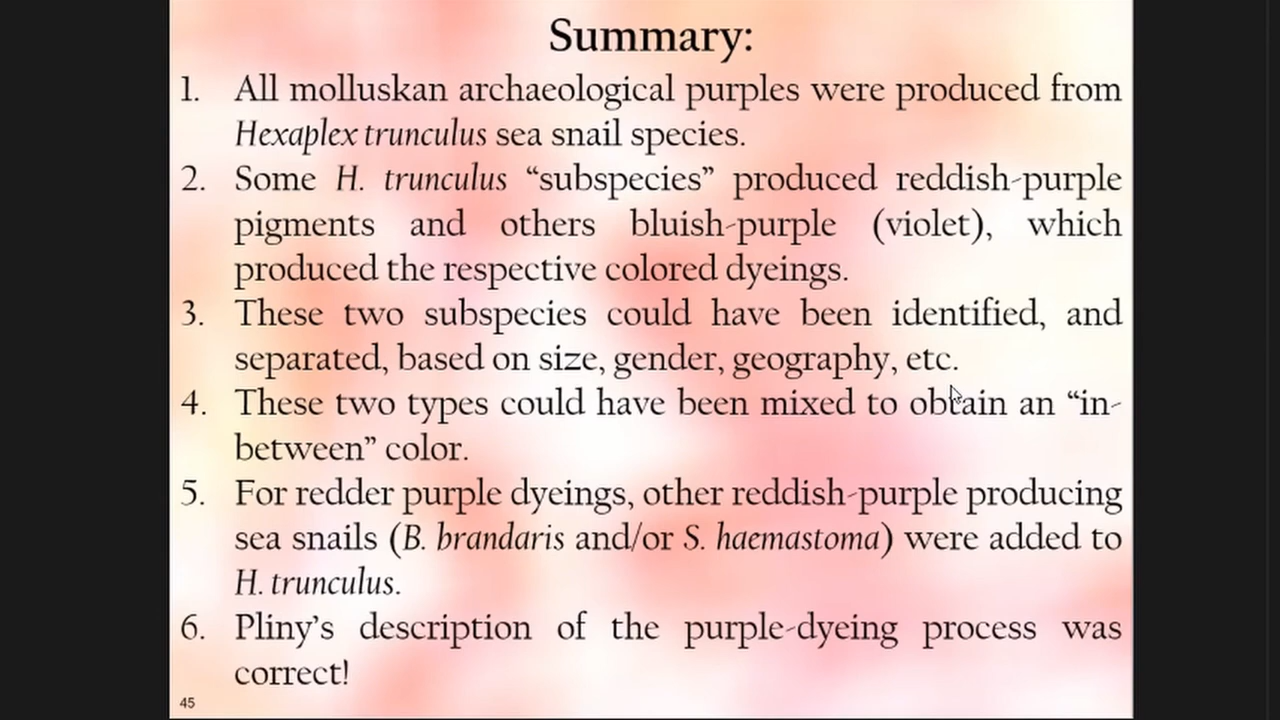 Summary:
1. All molluskan archaeological purples were produced from
Hexaplex trunculus sea snail species.
2. Some H. trunculus “subspecies” produced reddish-purple
pigments and others bluish-purple (violet), which
produced the respective colored dyeings.
3. These two subspecies could have been identified, and
separated, based on size, gender, geography, etc.
4. These two types could have been mixed to obtain an “in-
between” color.
5. For redder purple dyeings, other reddish-purple producing
sea snails (B. brandaris and/or S. haemastoma) were added to
H. trunculus.
6. Pliny’s description of the purple-dyeing process was
correct!
45